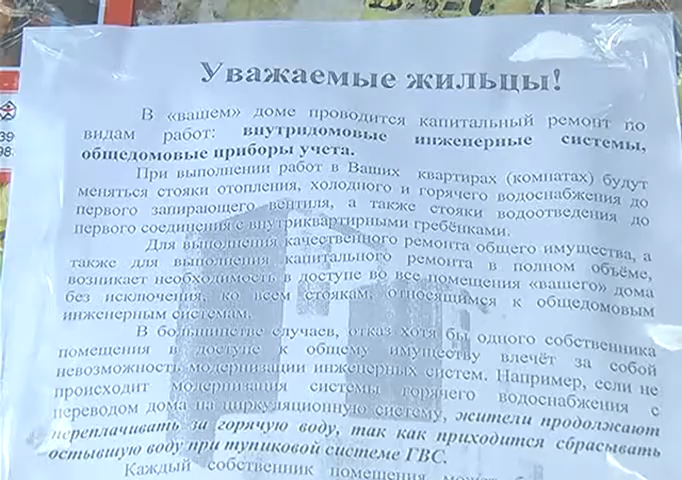 Уважаемые жильцы!
В «вашем» доме проводится капитальный ремонт по
видам работ: внутридомовые инженерные системы,
общедомовые приборы учета.
При выполнении работ в Ваших квартирах (комнатах) будут
меняться стояки отопления, холодного и горячего водоснабжения до
первого запирающего вентиля, а также стояки водоотведения до
первого соединения с внутриквартирными гребёнками.
Для выполнения качественного ремонта общего имущества, а
также для выполнения капитального ремонта в полном объёме,
возникает необходимость в доступе во все помещения «вашего» дома
без исключения, ко всем стоякам, относящимся к общедомовым
инженерным системам.
В большинстве случаев, отказ хотя бы одного собственника
помещения в доступе к общему имуществу влечёт за собой
невозможность модернизации инженерных систем. Например, если не
происходит модернизация системы горячего водоснабжения с
переводом дома на циркуляционную систему, жители продолжают
переплачивать за горячую воду, так как приходится сбрасывать
остывшую воду при тупиковой системе ГВС.
Каждый собственник помещения может
39
98